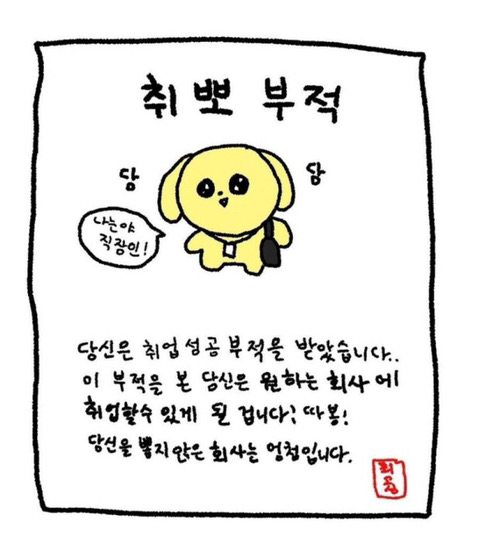 취뽀 부적
당
당
나는야
직장인!
당신은 취업 성공 부적을 받았습니다..
이 부적을 본 당신은 원하는 회사에
취업할수 있게 될 겁니다! 따봉!
당신을 뽑지 않은 회사는 멍청입니다.